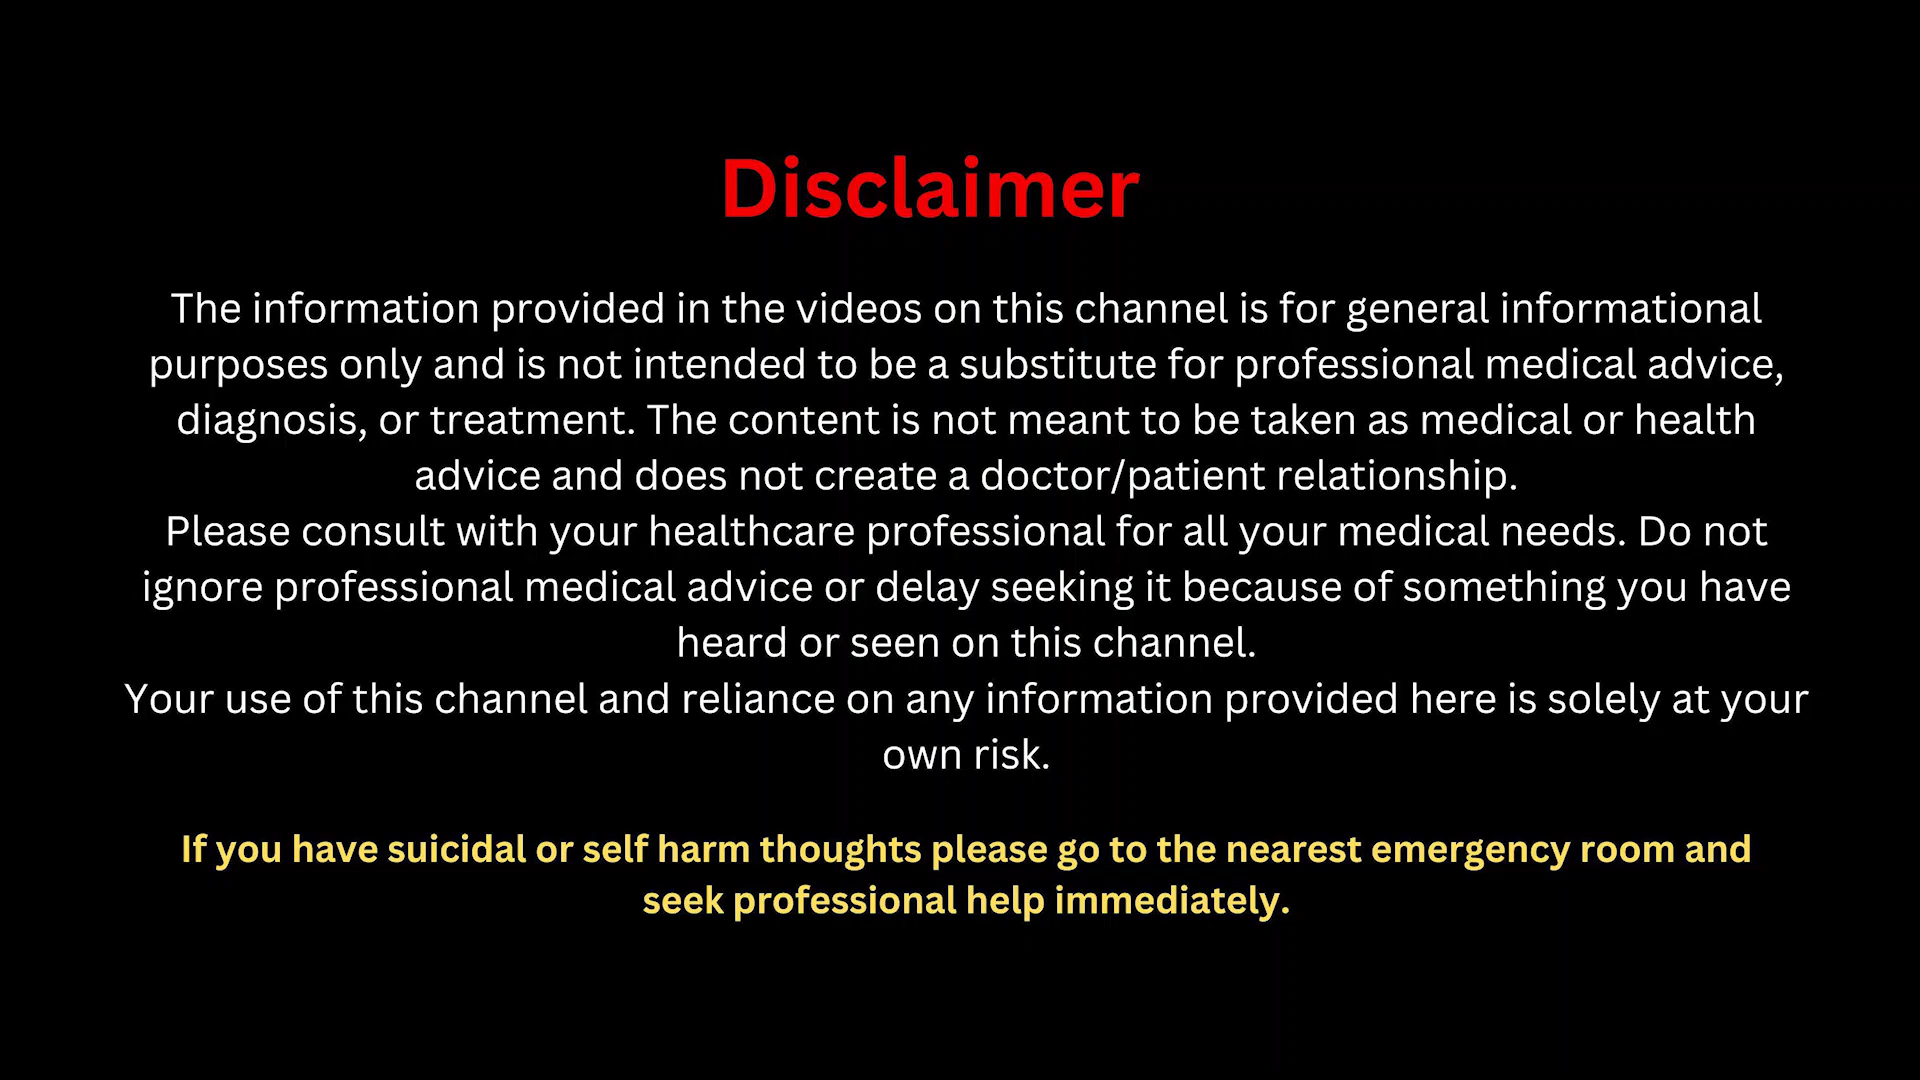 Disclaimer
The information provided in the videos on this channel is for general informational
purposes only and is not intended to be a substitute for professional medical advice,
diagnosis, or treatment. The content is not meant to be taken as medical or health
advice and does not create a doctor/patient relationship.
Please consult with your healthcare professional for all your medical needs. Do not
ignore professional medical advice or delay seeking it because of something you have
heard or seen on this channel.
Your use of this channel and reliance on any information provided here is solely at your
own risk.
If you have suicidal or self harm thoughts please go to the nearest emergency room and
seek professional help immediately.